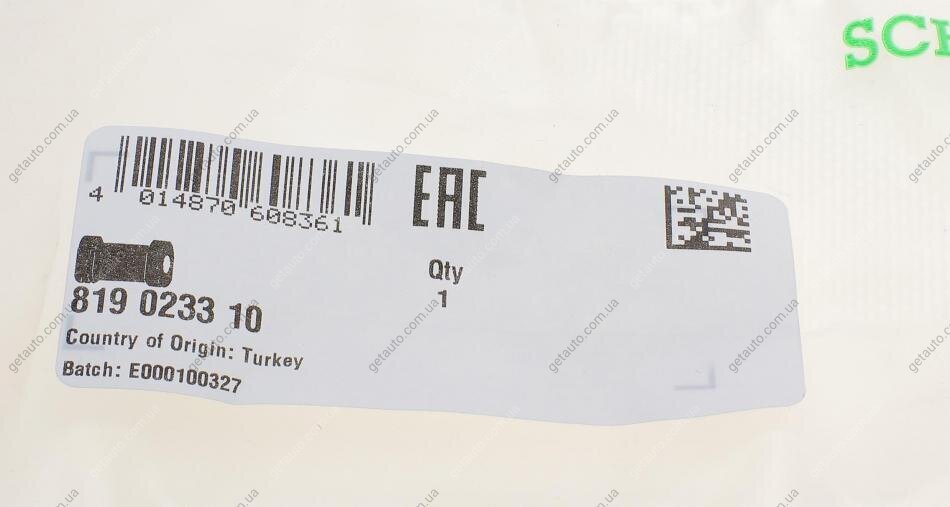 SCH
4 014870 608361
EAC
Qty
1
819 0233 10
Country of Origin: Turkey
Batch: E000100327
getauto.com.ua